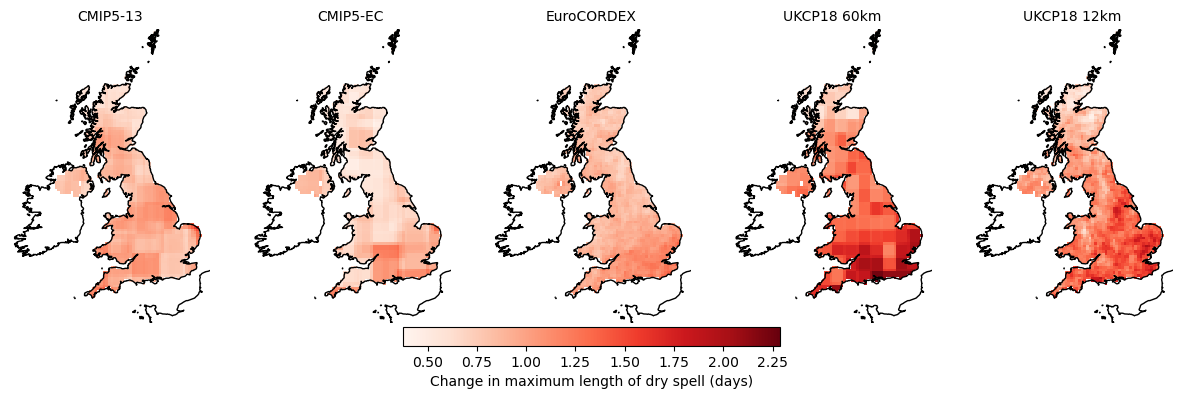 CMIP5-13
CMIP5-EC
EuroCORDEX
UKCP18 60km
UKCP18 12km
0.50 0.75 1.00 1.25 1.50 1.75 2.00 2.25
Change in maximum length of dry spell (days)